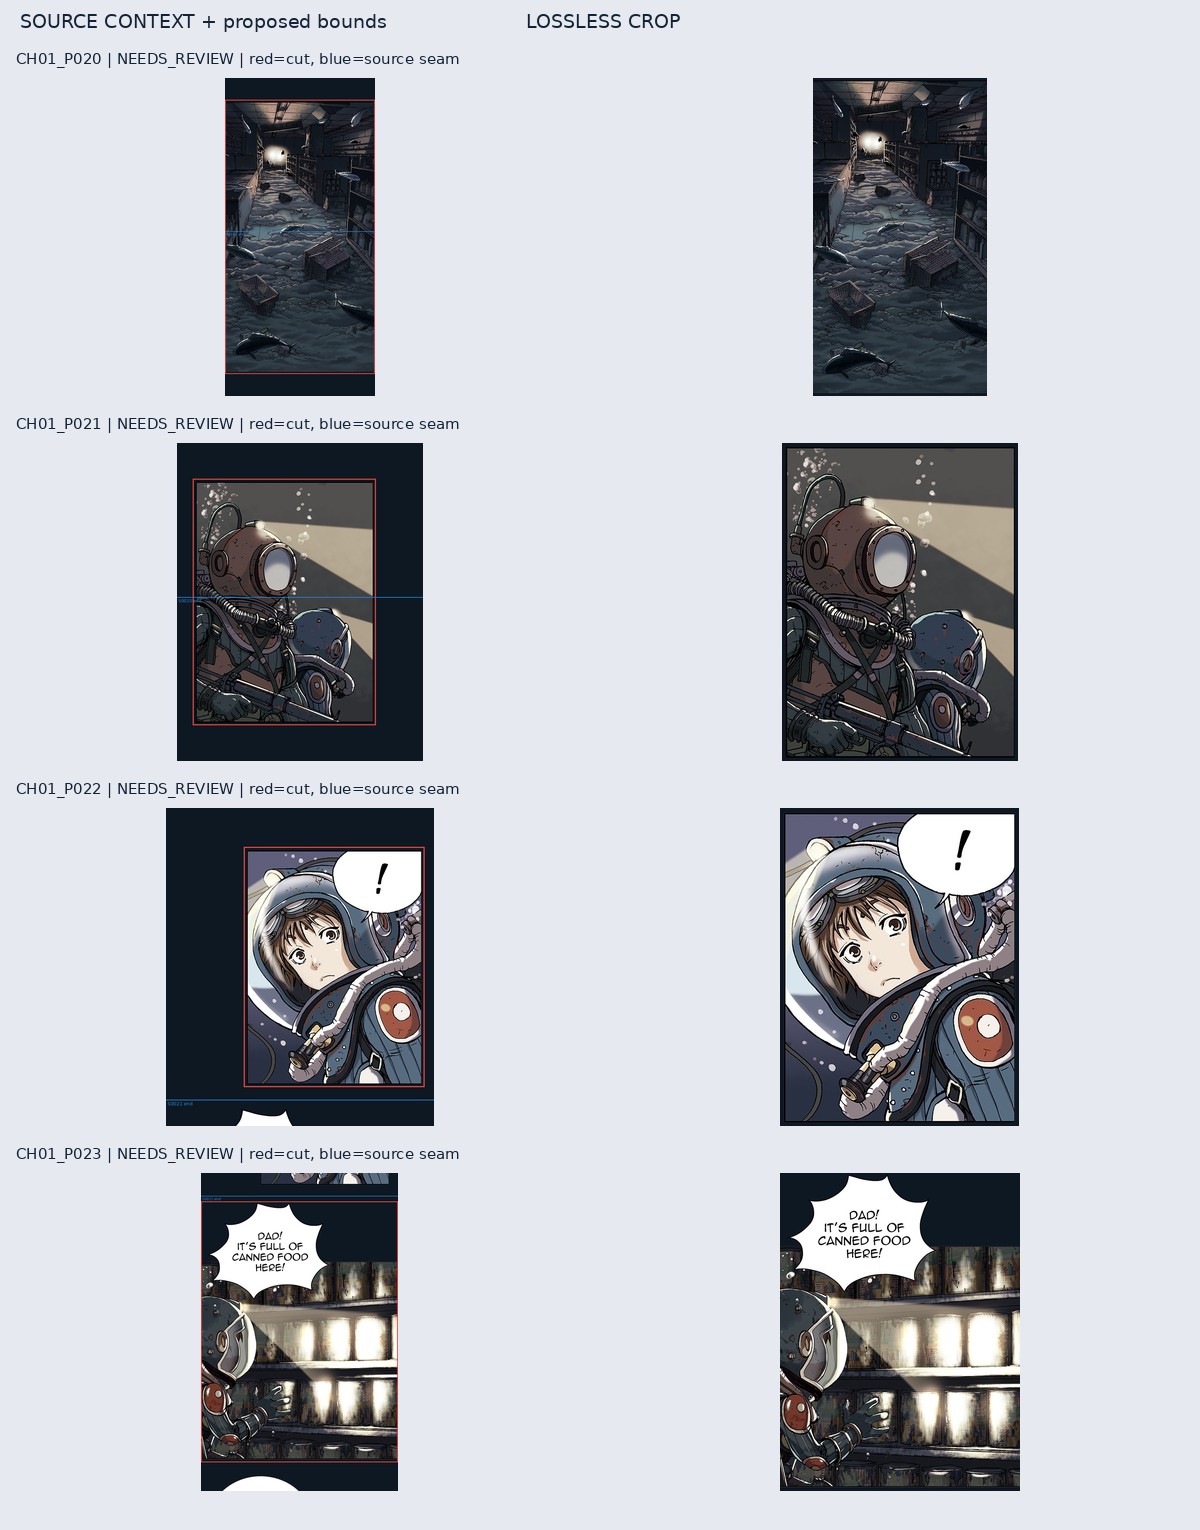 SOURCE CONTEXT + proposed bounds
LOSSLESS CROP
CH01_P020 | NEEDS_REVIEW | red=cut, blue=source seam
CH01_P021 | NEEDS_REVIEW | red=cut, blue=source seam
CH01_P022 | NEEDS_REVIEW | red=cut, blue=source seam
!
!
CH01_P023 | NEEDS_REVIEW | red=cut, blue=source seam
DAD!
IT'S FULL OF
CANNED FOOD
HERE!
DAD!
IT'S FULL OF
CANNED FOOD
HERE!